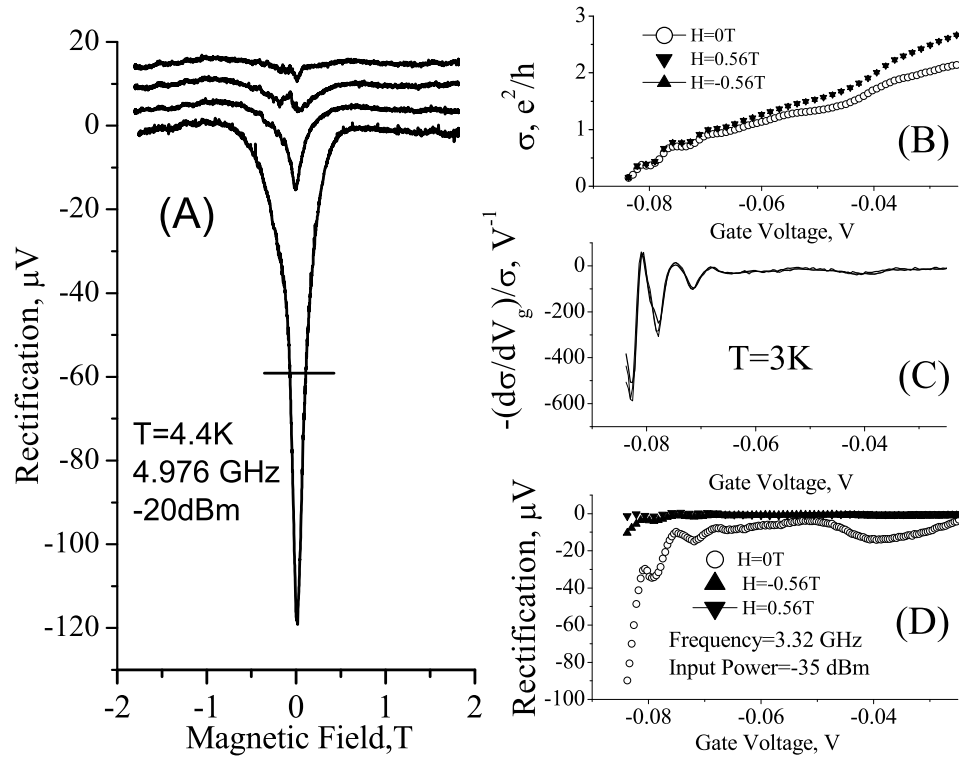 20
0
-20
-40
-60
-80
-100
-120
-2
-1
0
1
2
Rectification, µV
Magnetic Field,T
(A)
T=4.4K
4.976 GHz
-20dBm
3
2
1
0
σ, e²/h
H=0T
H=0.56T
H=-0.56T
(B)
-0.08
-0.06
-0.04
Gate Voltage, V
0
-200
-400
-600
-((dσ/dVg)/σ, V⁻¹
T=3K
(C)
-0.08
-0.06
-0.04
Gate Voltage, V
0
-20
-40
-60
-80
-100
Rectification, µV
H=0T
H=-0.56T
H=0.56T
(D)
Frequency=3.32 GHz
Input Power=-35 dBm
-0.08
-0.06
-0.04
Gate Voltage, V